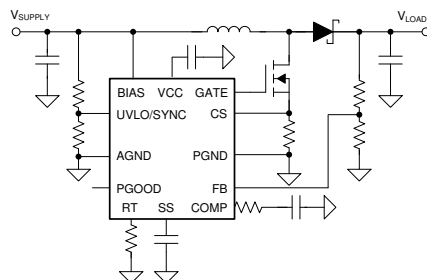 VSUPPLY
VLOAD
BIAS VCC GATE
UVLO/SYNC CS
AGND PGND
PGOOD FB
RT SS COMP